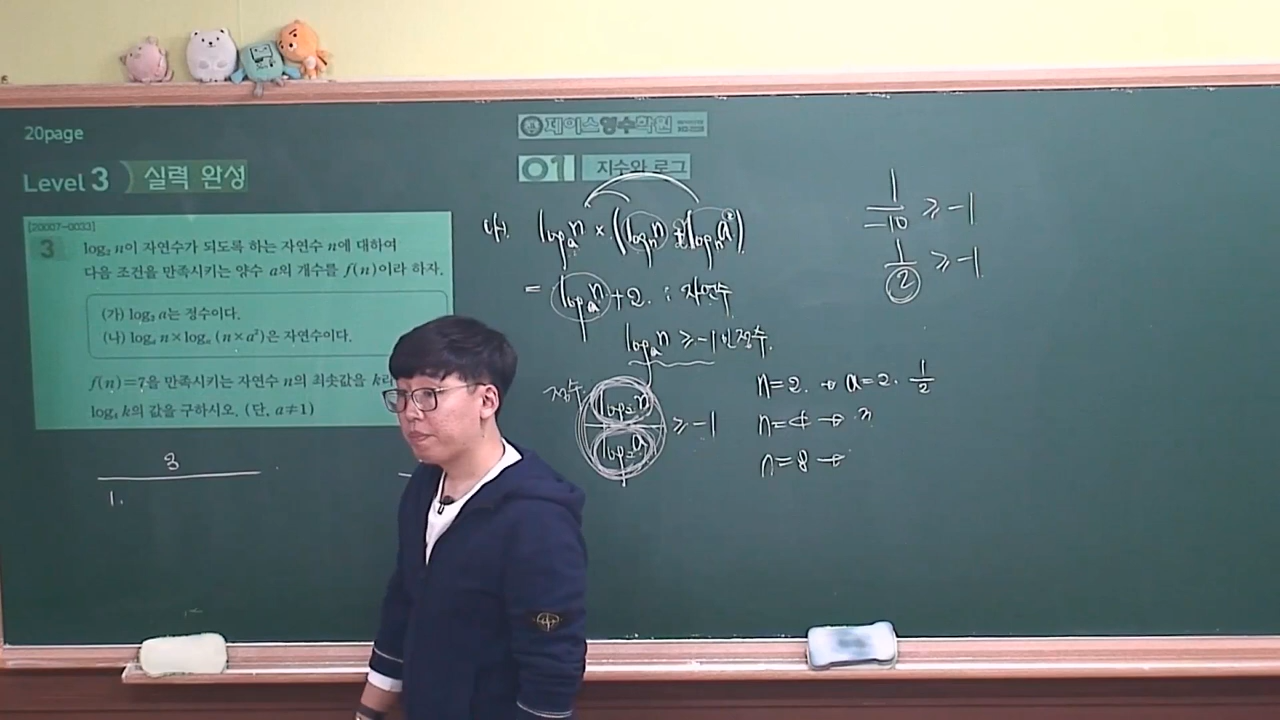 20page
제이스영수학원
Level 3 실력 완성
01 지수와 로그
[20007-0033]
3 log₂ n이 자연수가 되도록 하는 자연수 n에 대하여
다음 조건을 만족시키는 양수 a의 개수를 f(n)이라 하자.
(가) log₂ a는 정수이다.
(나) logₐ n×logₙ (n×a²)은 자연수이다.
f(n)=7을 만족시키는 자연수 n의 최솟값을 k라
log₄ k의 값을 구하시오. (단, a≠1)
8
1.
나). logₐn × (logₙn + logₙa²)
= logₐn + 2. : 자연수
logₐn ≥ -1 인 정수.
정수
log₂n / log₂a ≥ -1
n=2. → a=2. 1/2
n=4 →
n=8 →
1/-10 ≥ -1
1/2 ≥ -1